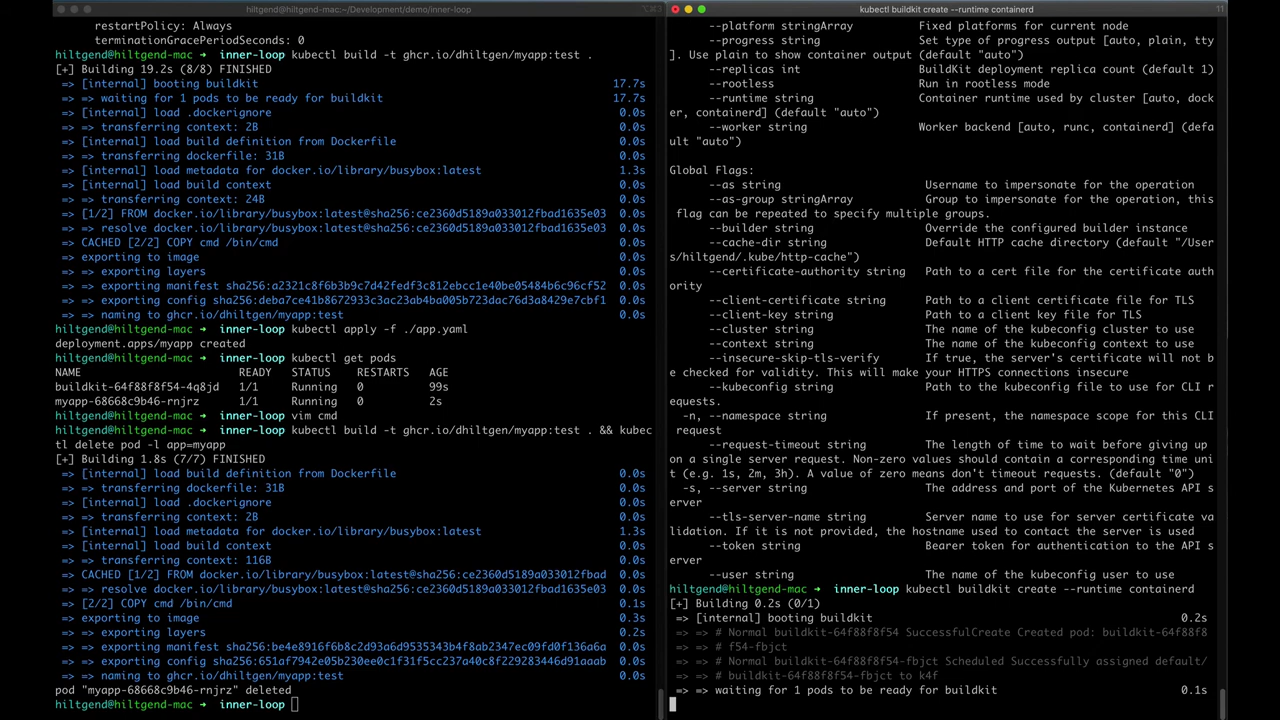 hiltgend@hiltgend-mac:~/Development/demo/inner-loop
restartPolicy: Always
terminationGracePeriodSeconds: 0
hiltgend@hiltgend-mac ➜  inner-loop kubectl build -t ghcr.io/dhiltgen/myapp:test .
[+] Building 19.2s (8/8) FINISHED
=> [internal] booting buildkit 17.7s
=> => waiting for 1 pods to be ready for buildkit 17.7s
=> [internal] load .dockerignore 0.0s
=> => transferring context: 2B 0.0s
=> [internal] load build definition from Dockerfile 0.0s
=> => transferring dockerfile: 31B 0.0s
=> [internal] load metadata for docker.io/library/busybox:latest 1.3s
=> [internal] load build context 0.0s
=> => transferring context: 24B 0.0s
=> [1/2] FROM docker.io/library/busybox:latest@sha256:ce2360d5189a033012fbad1635e03 0.0s
=> => resolve docker.io/library/busybox:latest@sha256:ce2360d5189a033012fbad1635e03 0.0s
=> CACHED [2/2] COPY cmd /bin/cmd 0.0s
=> exporting to image 0.0s
=> => exporting layers 0.0s
=> => exporting manifest sha256:a2321c8f6b3b9c7d42fac3c812ebcc1e40be05484b6c96cf52 0.0s
=> => exporting config sha256:deba7ce41b8672933c3ac23ab4ba005b723dac76d3a8429e7cbf1 0.0s
=> => naming to ghcr.io/dhiltgen/myapp:test 0.0s
hiltgend@hiltgend-mac ➜  inner-loop kubectl apply -f ./app.yaml
deployment.apps/myapp created
hiltgend@hiltgend-mac ➜  inner-loop kubectl get pods
NAME READY STATUS RESTARTS AGE
buildkit-64f88f8f54-4q8jd 1/1 Running 0 99s
myapp-68668c9b46-rnjrz 1/1 Running 0 2s
hiltgend@hiltgend-mac ➜  inner-loop vim cmd
hiltgend@hiltgend-mac ➜  inner-loop kubectl build -t ghcr.io/dhiltgen/myapp:test . && kubec
tl delete pod -l app=myapp
[+] Building 1.8s (7/7) FINISHED
=> [internal] load build definition from Dockerfile 0.0s
=> => transferring dockerfile: 31B 0.0s
=> [internal] load .dockerignore 0.0s
=> => transferring context: 2B 0.0s
=> [internal] load metadata for docker.io/library/busybox:latest 1.3s
=> [internal] load build context 0.0s
=> => transferring context: 116B 0.0s
=> CACHED [1/2] FROM docker.io/library/busybox:latest@sha256:ce2360d5189a033012fbad 0.0s
=> => resolve docker.io/library/busybox:latest@sha256:ce2360d5189a033012fbad1635e03 0.0s
=> [2/2] COPY cmd /bin/cmd 0.1s
=> exporting to image 0.3s
=> => exporting layers 0.2s
=> => exporting manifest sha256:be4e8916f6b8c2d93a6d9535343b4f8ab2347ec09fd0f136a6a 0.0s
=> => exporting config sha256:651af7942e05b230ee0c1f31f5cc237a40c8f229283446d91aaab 0.0s
=> => naming to ghcr.io/dhiltgen/myapp:test 0.0s
pod "myapp-68668c9b46-rnjrz" deleted
hiltgend@hiltgend-mac ➜  inner-loop
kubectl buildkit create --runtime containerd
--platform stringArray Fixed platforms for current node
--progress string Set type of progress output [auto, plain, tty
]. Use plain to show container output (default "auto")
--replicas int BuildKit deployment replica count (default 1)
--rootless Run in rootless mode
--runtime string Container runtime used by cluster [auto, dock
er, containerd] (default "auto")
--worker string Worker backend [auto, runc, containerd] (defa
ult "auto")
Global Flags:
--as string Username to impersonate for the operation
--as-group stringArray Group to impersonate for the operation, this
flag can be repeated to specify multiple groups.
--builder string Override the configured builder instance
--cache-dir string Default HTTP cache directory (default "/User
s/hiltgend/.kube/http-cache")
--certificate-authority string Path to a cert file for the certificate auth
ority
--client-certificate string Path to a client certificate file for TLS
--client-key string Path to a client key file for TLS
--cluster string The name of the kubeconfig cluster to use
--context string The name of the kubeconfig context to use
--insecure-skip-tls-verify If true, the server's certificate will not b
e checked for validity. This will make your HTTPS connections insecure
--kubeconfig string Path to the kubeconfig file to use for CLI r
equests.
-n, --namespace string If present, the namespace scope for this CLI
request
--request-timeout string The length of time to wait before giving up
on a single server request. Non-zero values should contain a corresponding time uni
t (e.g. 1s, 2m, 3h). A value of zero means don't timeout requests. (default "0")
-s, --server string The address and port of the Kubernetes API s
erver
--tls-server-name string Server name to use for server certificate va
lidation. If it is not provided, the hostname used to contact the server is used
--token string Bearer token for authentication to the API s
erver
--user string The name of the kubeconfig user to use
hiltgend@hiltgend-mac ➜  inner-loop kubectl buildkit create --runtime containerd
[+] Building 0.2s (0/1)
=> [internal] booting buildkit 0.2s
=> => # Normal buildkit-64f88f8f54 SuccessfulCreate Created pod: buildkit-64f88f8
=> => # f54-fbjct
=> => # Normal buildkit-64f88f8f54-fbjct Scheduled Successfully assigned default/
=> => # buildkit-64f88f8f54-fbjct to k4f
=> => waiting for 1 pods to be ready for buildkit 0.1s